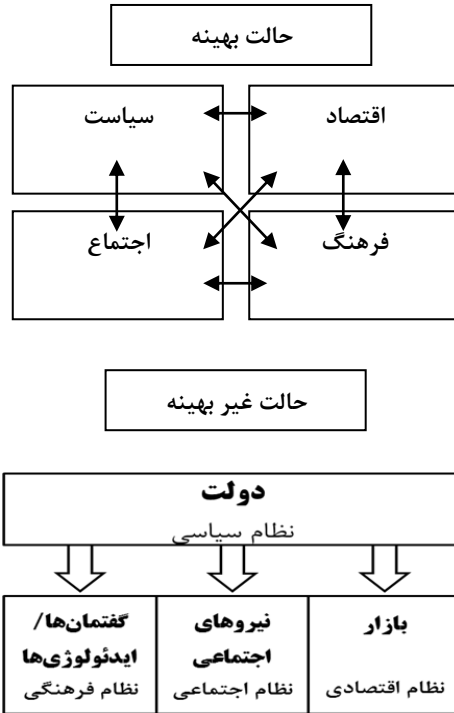 حالت بهینه
اقتصاد
سیاست
فرهنگ
اجتماع
حالت غیر بهینه
دولت
نظام سیاسی
بازار
نظام اقتصادی
نیروهای
اجتماعی
نظام اجتماعی
گفتمان‌ها/
ایدئولوژی‌ها
نظام فرهنگی